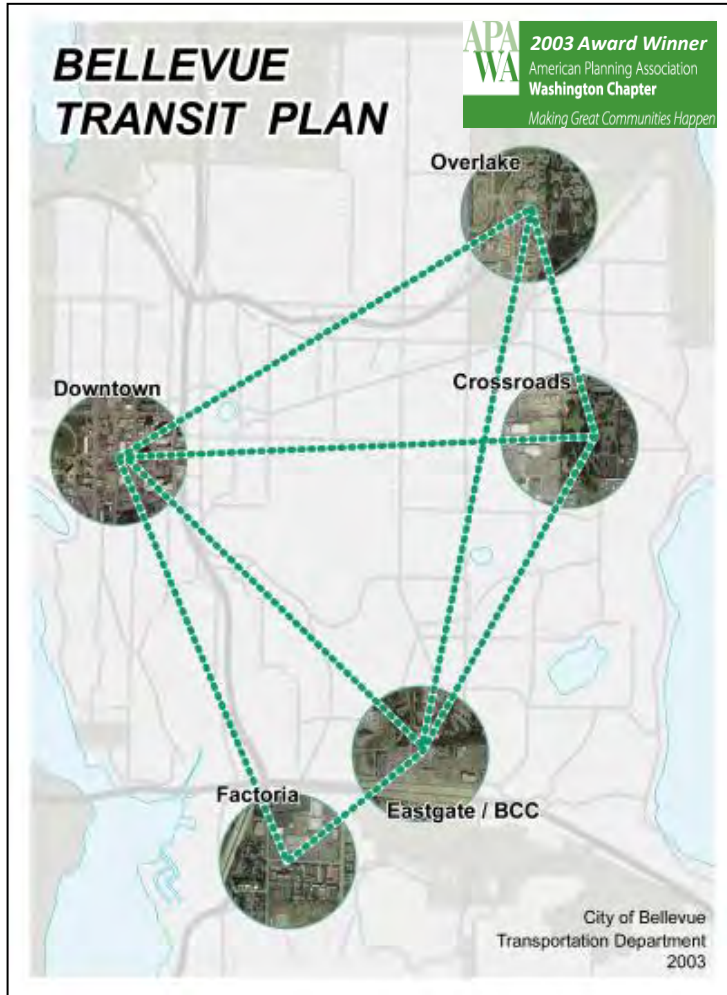 BELLEVUE
TRANSIT PLAN
APA
WA
2003 Award Winner
American Planning Association
Washington Chapter
Making Great Communities Happen
Overlake
Crossroads
Downtown
Factoria
Eastgate / BCC
City of Bellevue
Transportation Department
2003